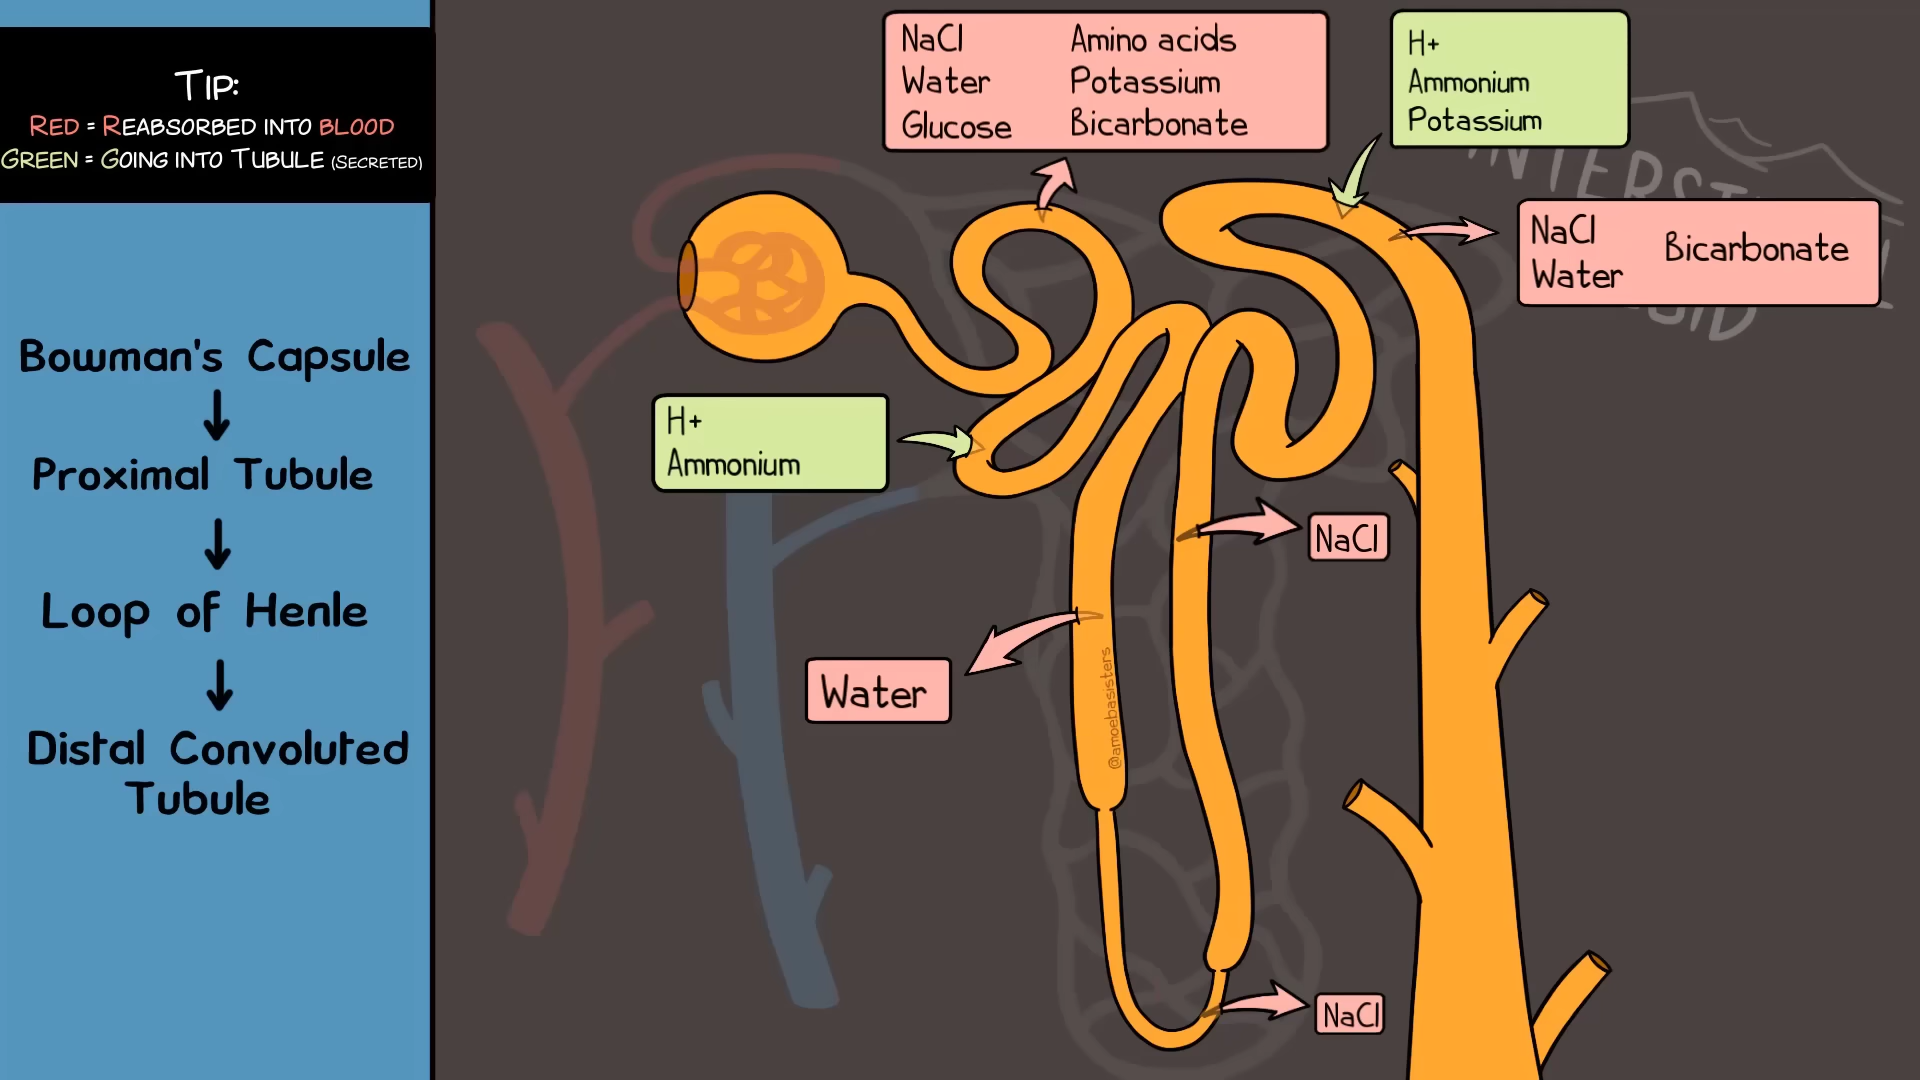 TIP:
RED = REABSORBED INTO BLOOD
GREEN = GOING INTO TUBULE (SECRETED)
Bowman's Capsule
Proximal Tubule
Loop of Henle
Distal Convoluted
Tubule
NaCl Amino acids
Water Potassium
Glucose Bicarbonate
H+
Ammonium
Potassium
NaCl Bicarbonate
Water
H+
Ammonium
NaCl
Water
@amoebasisters
NaCl